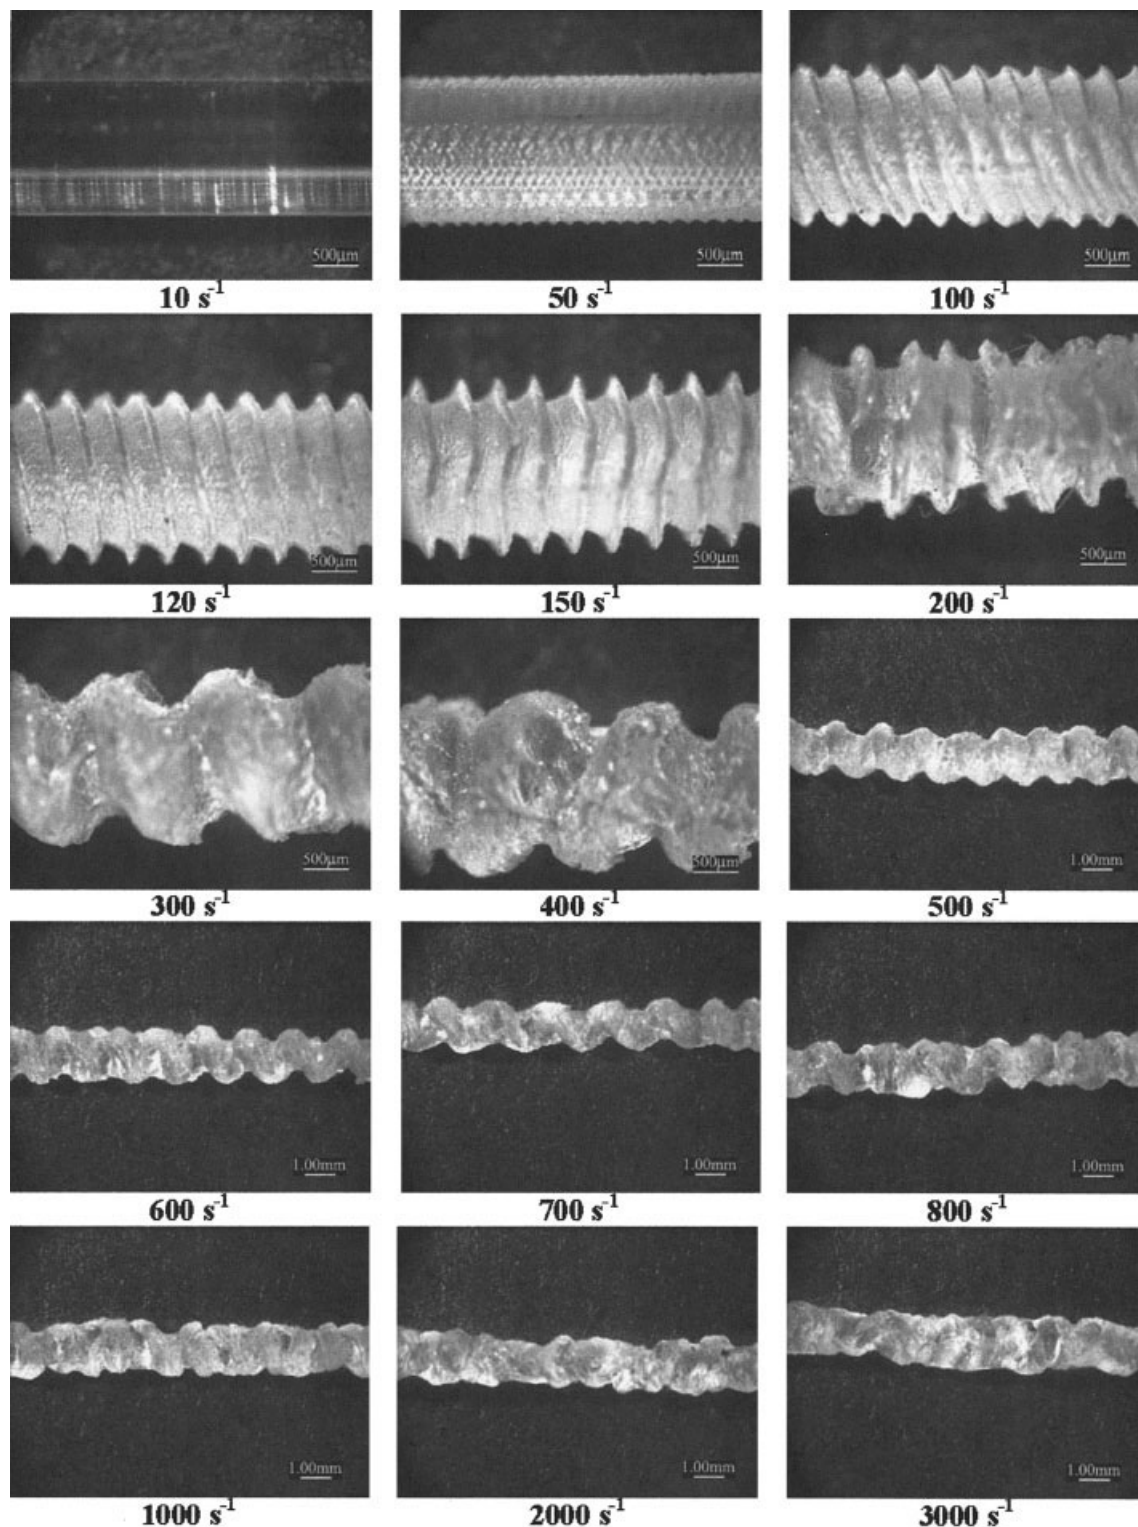 500μm 500μm 500μm
10 s⁻¹ 50 s⁻¹ 100 s⁻¹
500μm 500μm 500μm
120 s⁻¹ 150 s⁻¹ 200 s⁻¹
500μm 500μm 1.00mm
300 s⁻¹ 400 s⁻¹ 500 s⁻¹
1.00mm 1.00mm 1.00mm
600 s⁻¹ 700 s⁻¹ 800 s⁻¹
1.00mm 1.00mm 1.00mm
1000 s⁻¹ 2000 s⁻¹ 3000 s⁻¹